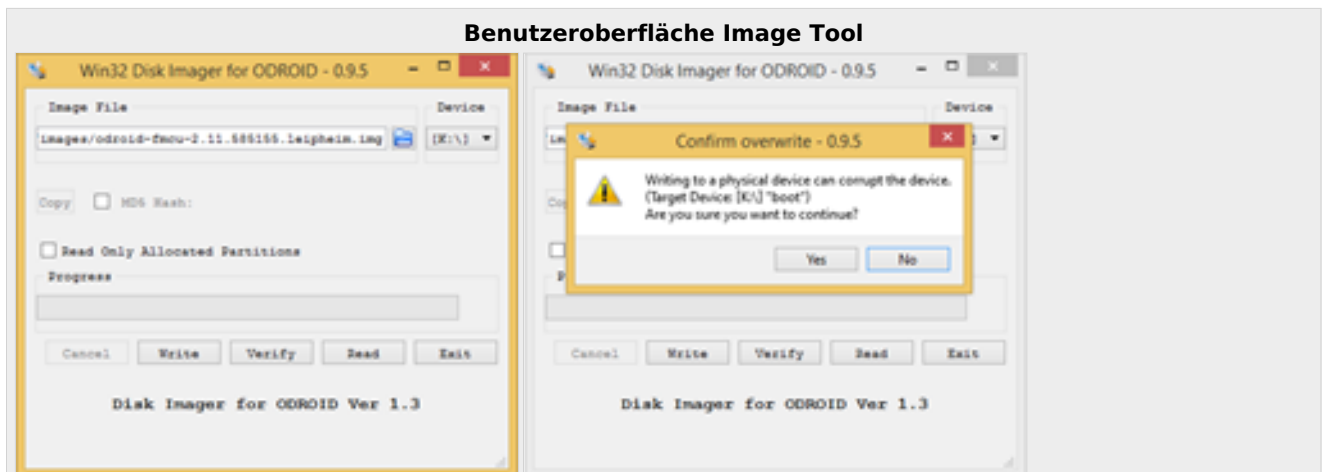 Benutzeroberfläche Image Tool
Win32 Disk Imager for ODROID - 0.9.5
Image File
Device
images/odroid-fmcu-2.11.585155.leipheim.img
[K:\]
Copy
MD5 Hash:
Read Only Allocated Partitions
Progress
Cancel Write Verify Read Exit
Disk Imager for ODROID Ver 1.3
Win32 Disk Imager for ODROID - 0.9.5
Image File
Device
Confirm overwrite - 0.9.5
Writing to a physical device can corrupt the device.
(Target Device: [K:\] "boot")
Are you sure you want to continue?
Yes No
Cancel Write Verify Read Exit
Disk Imager for ODROID Ver 1.3